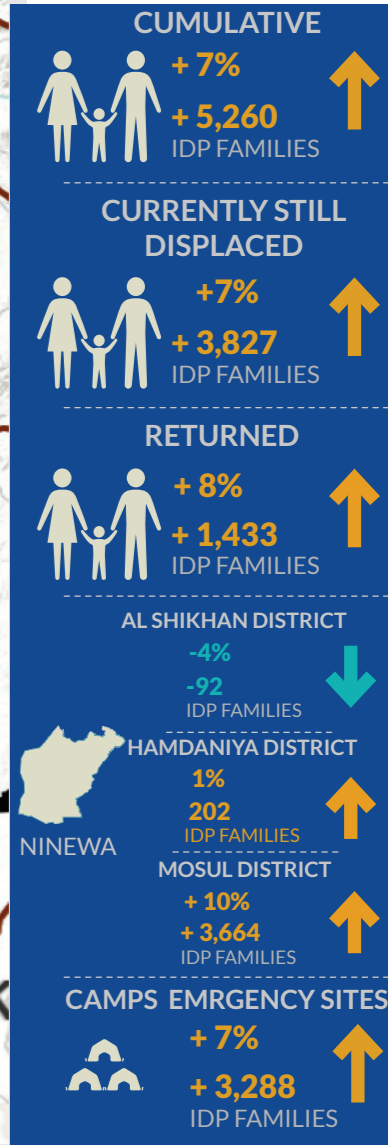 CUMULATIVE
+ 7%
+ 5,260
IDP FAMILIES
CURRENTLY STILL
DISPLACED
+7%
+ 3,827
IDP FAMILIES
RETURNED
+ 8%
+ 1,433
IDP FAMILIES
AL SHIKHAN DISTRICT
-4%
-92
IDP FAMILIES
HAMDANIYA DISTRICT
1%
202
IDP FAMILIES
NINEWA
MOSUL DISTRICT
+ 10%
+ 3,664
IDP FAMILIES
CAMPS EMRGENCY SITES
+ 7%
+ 3,288
IDP FAMILIES